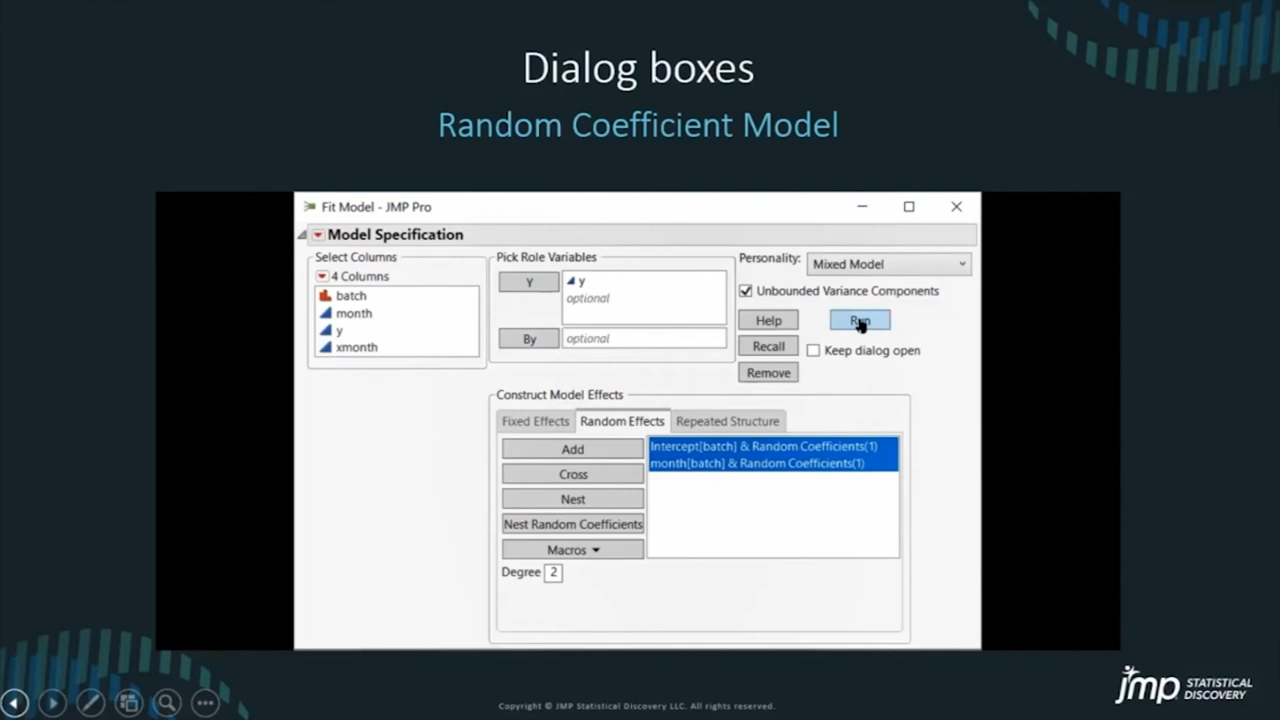 Dialog boxes
Random Coefficient Model
Fit Model - JMP Pro
Model Specification
Select Columns
4 Columns
batch
month
y
xmonth
Pick Role Variables
Y
y
optional
By
optional
Personality:
Mixed Model
Unbounded Variance Components
Help
Run
Recall
Keep dialog open
Remove
Construct Model Effects
Fixed Effects
Random Effects
Repeated Structure
Add
Cross
Nest
Nest Random Coefficients
Macros
Degree 2
Intercept[batch] & Random Coefficients(1)
month[batch] & Random Coefficients(1)
jmp STATISTICAL
DISCOVERY
Copyright © JMP Statistical Discovery LLC. All rights reserved.